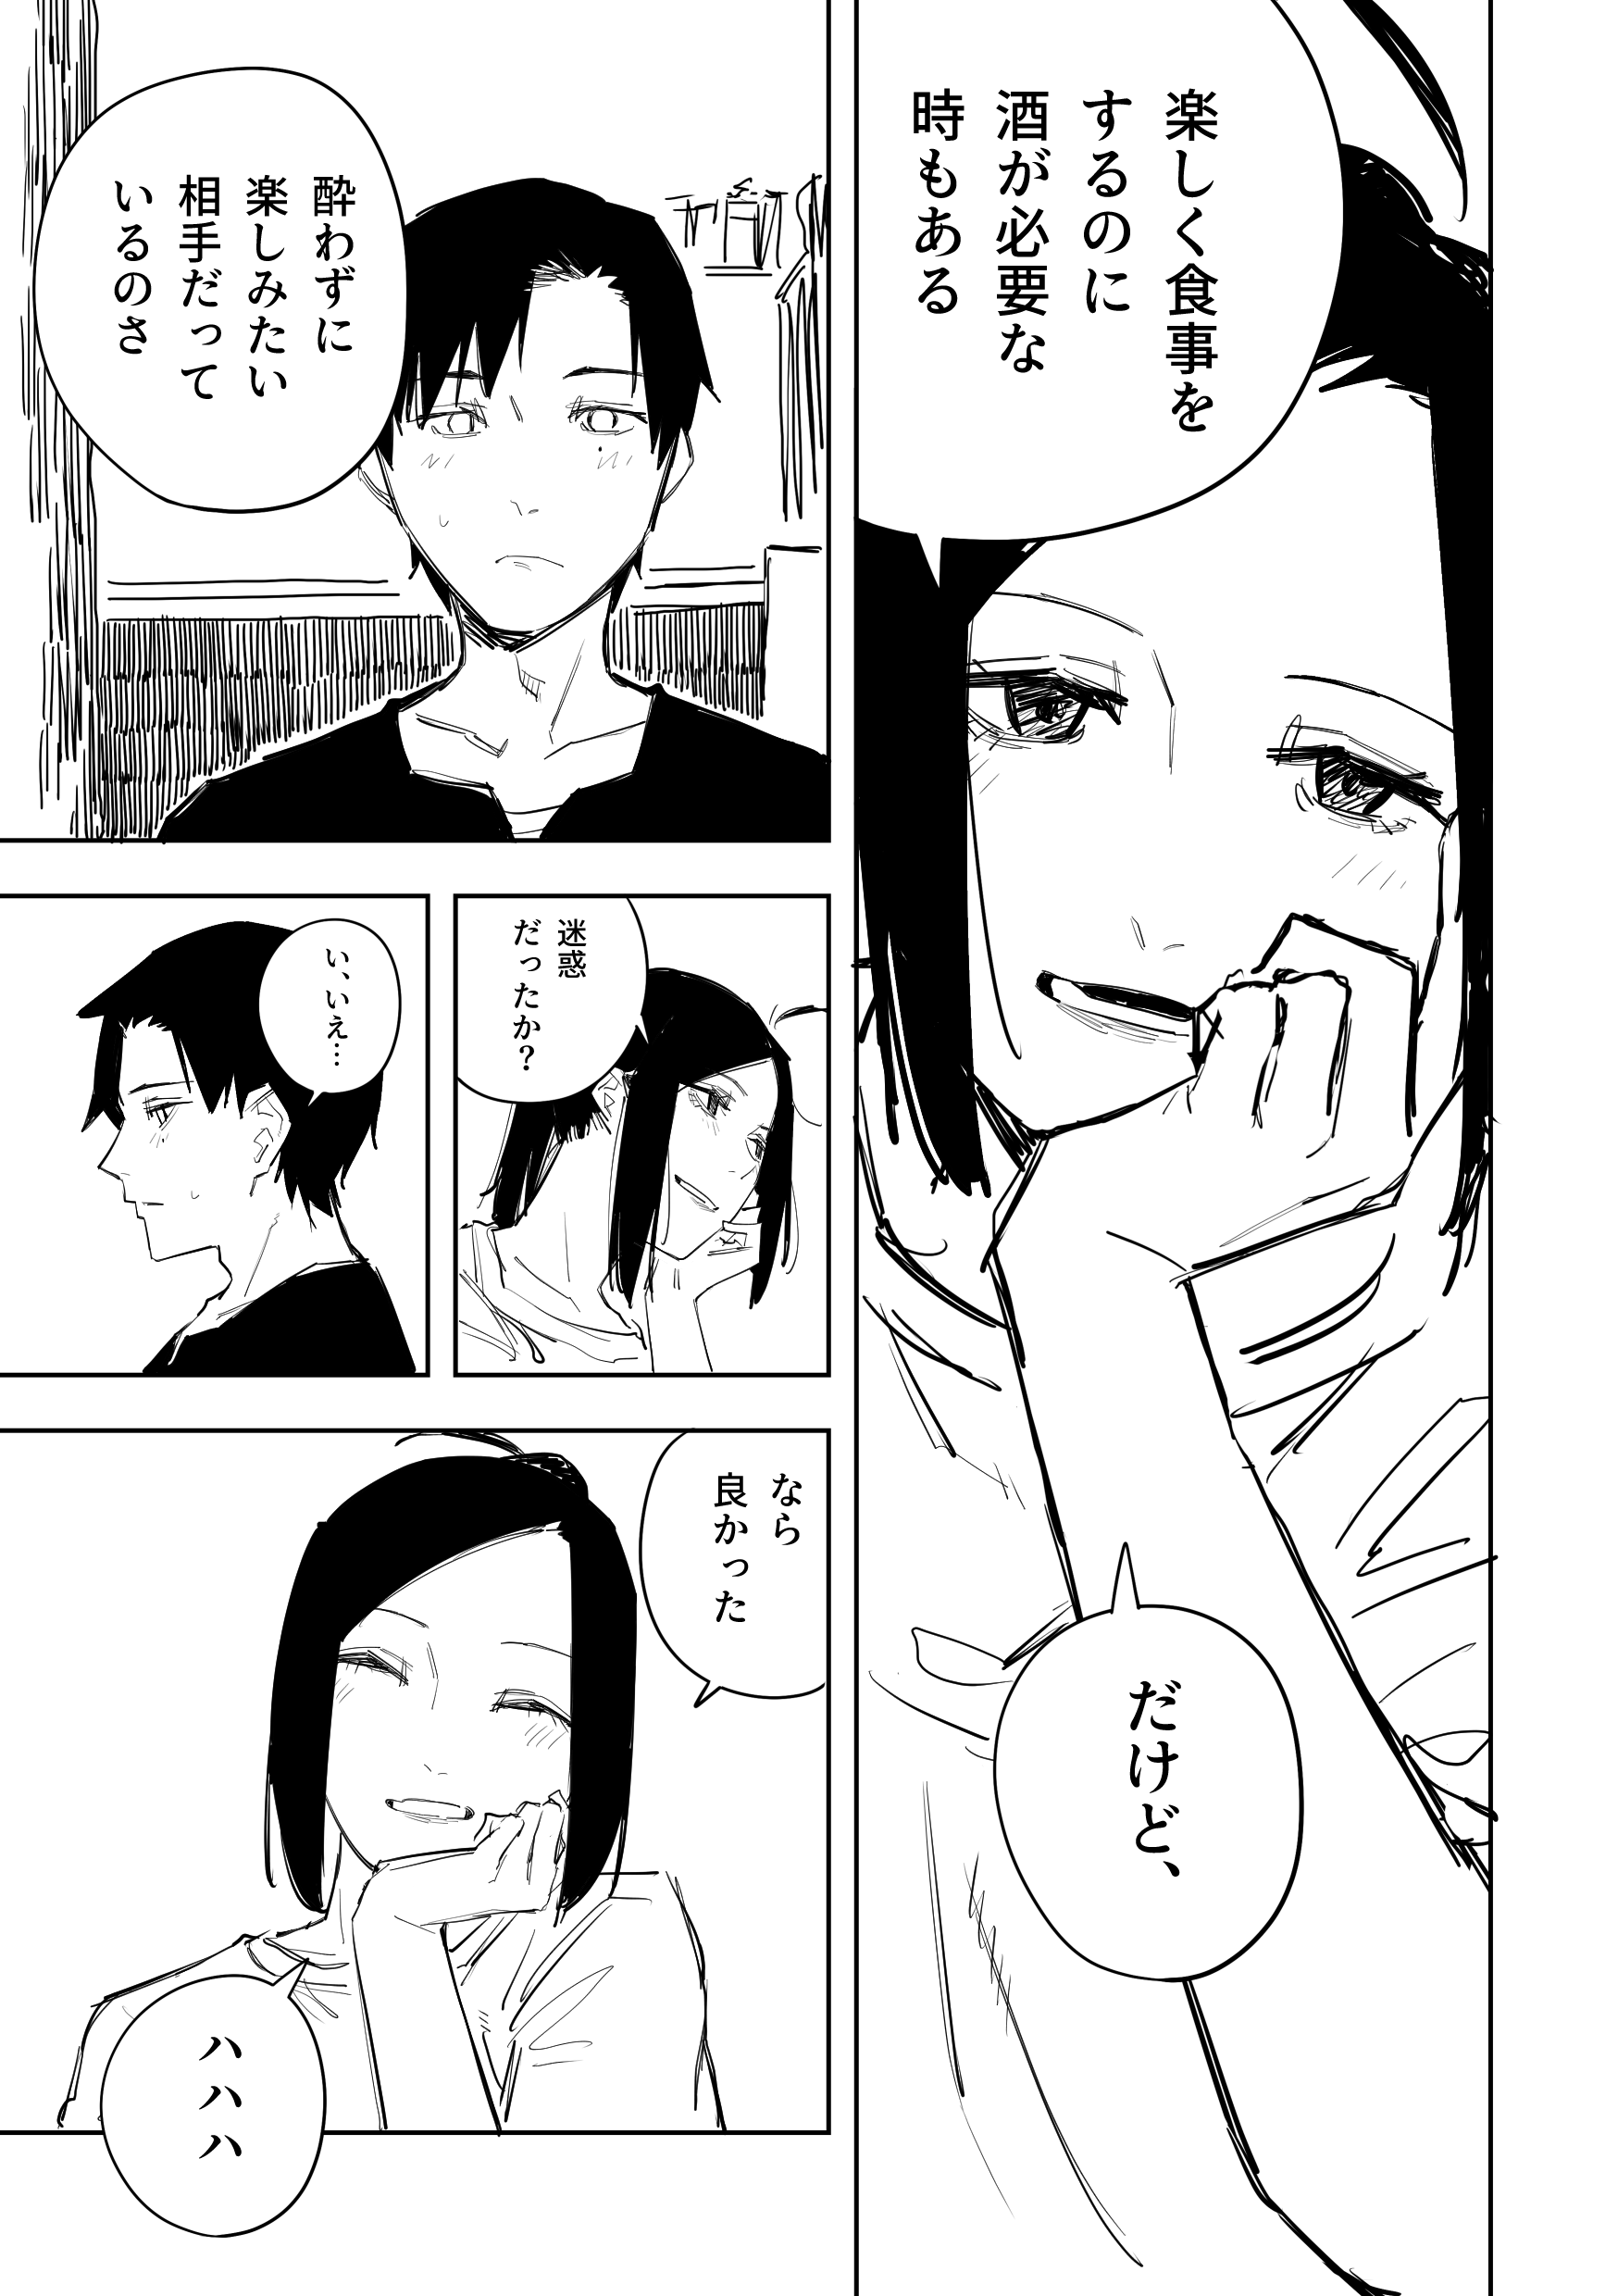 楽しく食事を
するのに
酒が必要な
時もある
だけど、
酔わずに
楽しみたい
相手だって
いるのさ
迷惑
だったか？
い、いえ…
なら
良かった
ハハハ